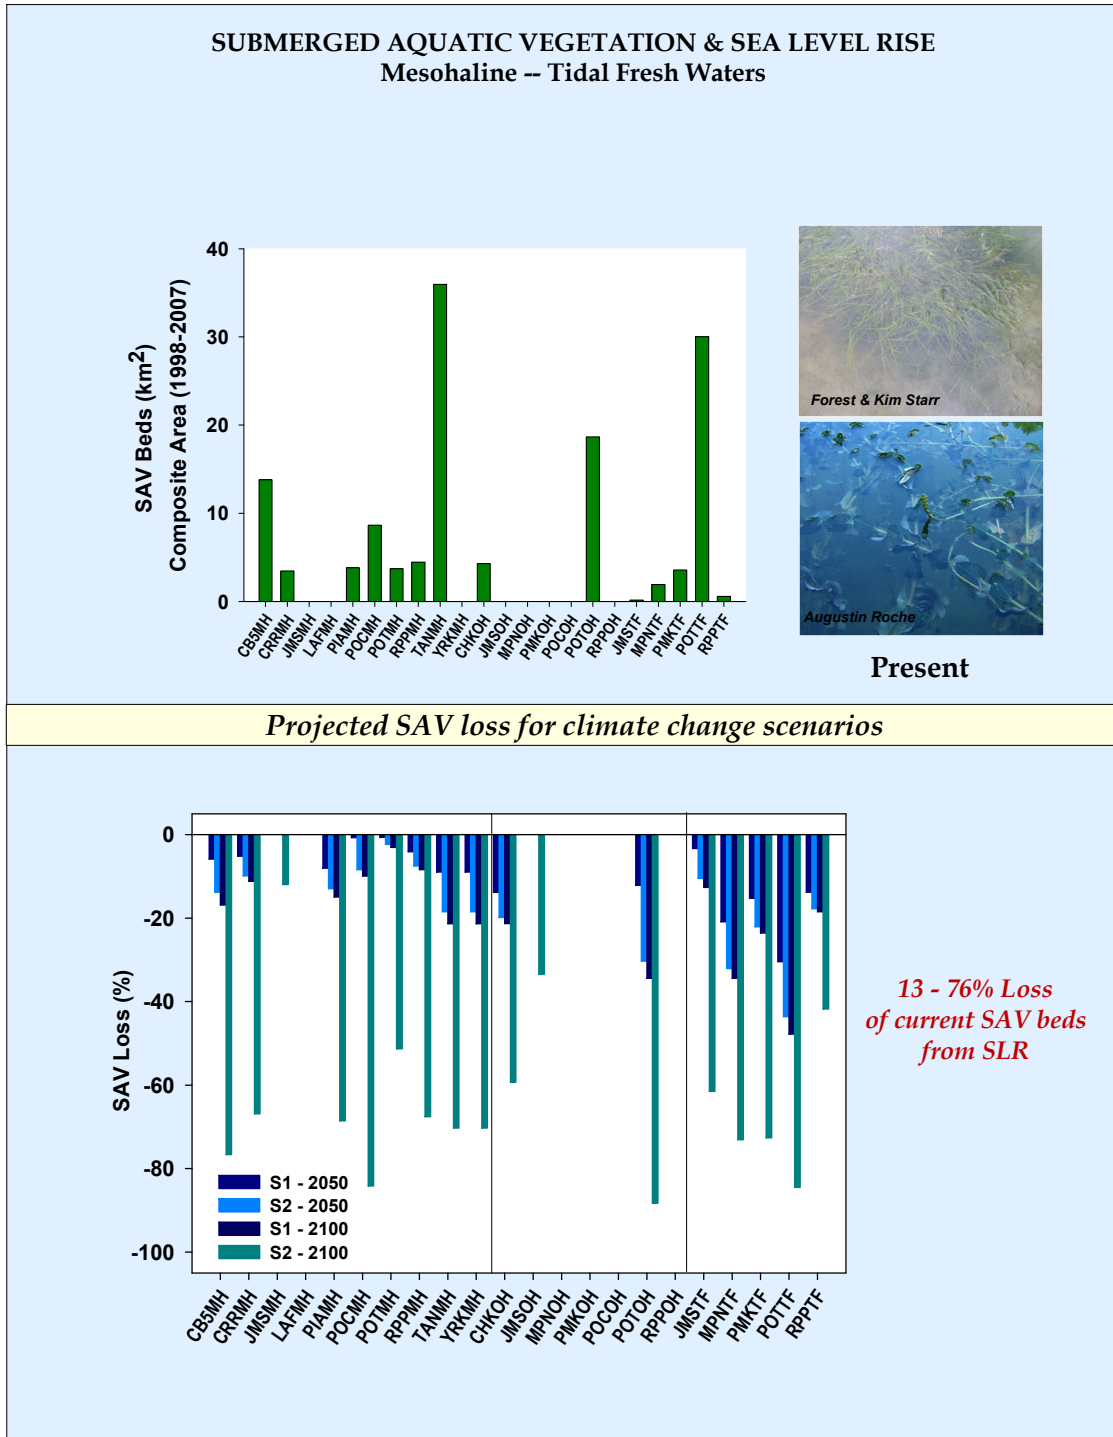 SUBMERGED AQUATIC VEGETATION & SEA LEVEL RISE
Mesohaline -- Tidal Fresh Waters
SAV Beds (km2)
Composite Area (1998-2007)
40
30
20
10
0
CB5MH
CRRMH
JMSMH
LAFMH
PIAMH
POCMH
POTMH
RPPMH
TANMH
YRKMH
CHKOH
JMSOH
MPNOH
PMKOH
POCOH
POTOH
RPPOH
JMSTF
MPNTF
PMKTF
POTTF
RPPTF
Forest & Kim Starr
Augustin Roche
Present
Projected SAV loss for climate change scenarios
SAV Loss (%)
0
-20
-40
-60
-80
-100
S1 - 2050
S2 - 2050
S1 - 2100
S2 - 2100
CB5MH
CRRMH
JMSMH
LAFMH
PIAMH
POCMH
POTMH
RPPMH
TANMH
YRKMH
CHKOH
JMSOH
MPNOH
PMKOH
POCOH
POTOH
RPPOH
JMSTF
MPNTF
PMKTF
POTTF
RPPTF
13 - 76% Loss
of current SAV beds
from SLR